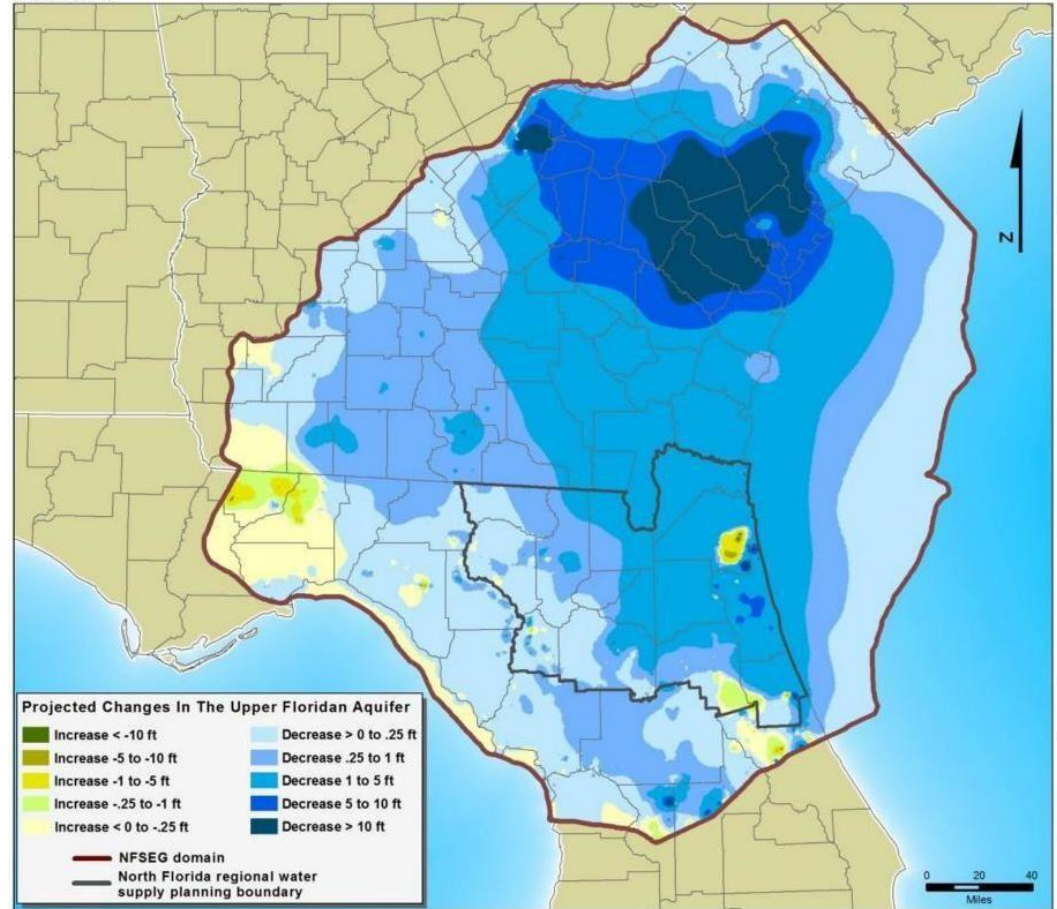 N
Projected Changes In The Upper Floridan Aquifer
Increase < -10 ft
Increase -5 to -10 ft
Increase -1 to -5 ft
Increase -.25 to -1 ft
Increase < 0 to -.25 ft
Decrease > 0 to .25 ft
Decrease .25 to 1 ft
Decrease 1 to 5 ft
Decrease 5 to 10 ft
Decrease > 10 ft
NFSEG domain
North Florida regional water
supply planning boundary
0 20 40
Miles